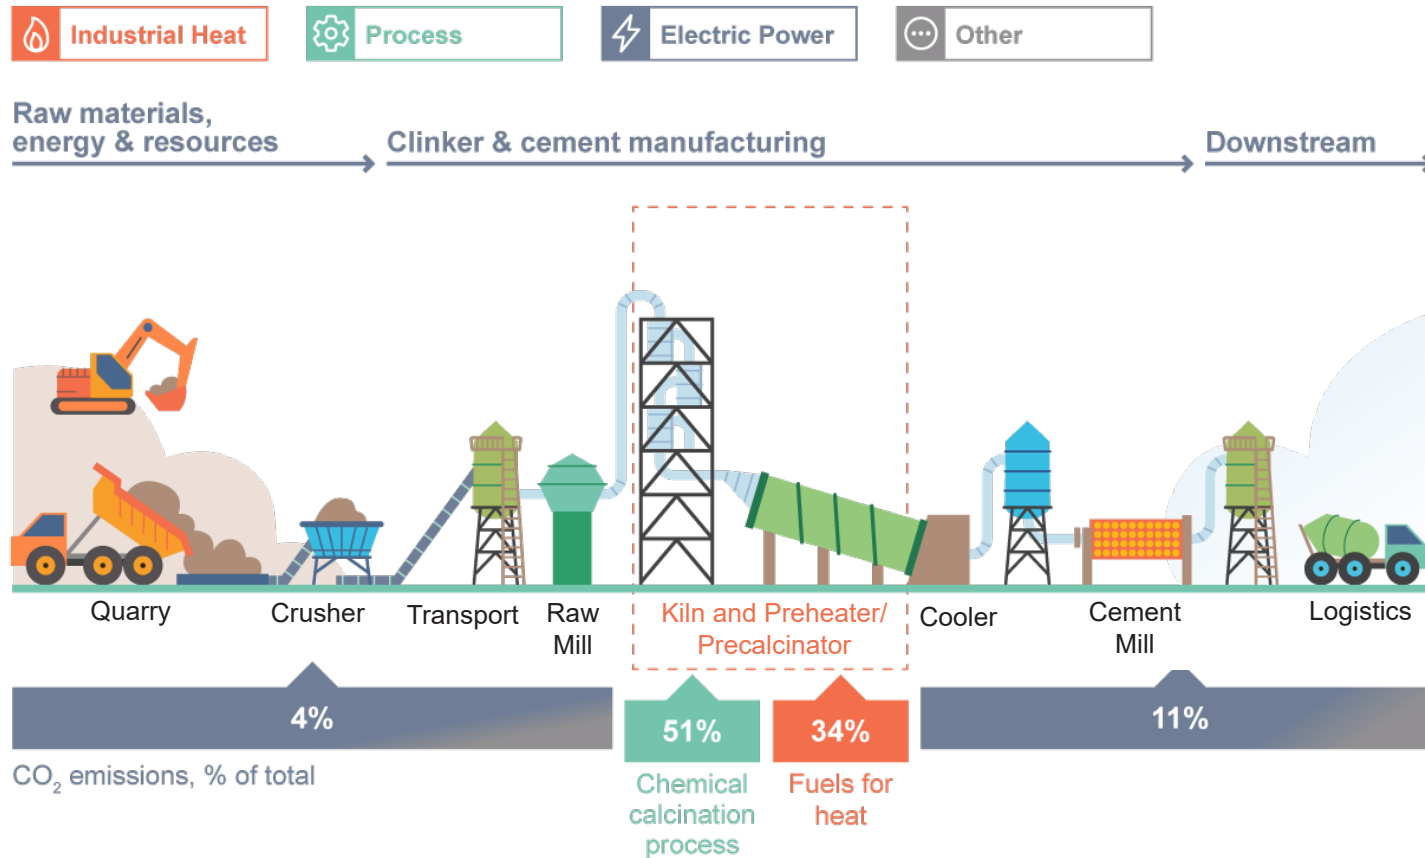 Industrial Heat
Process
Electric Power
Other
Raw materials,
energy & resources
Clinker & cement manufacturing
Downstream
Quarry
Crusher
Transport
Raw
Mill
Kiln and Preheater/
Precalcinator
Cooler
Cement
Mill
Logistics
4%
51%
34%
11%
CO₂ emissions, % of total
Chemical
calcination
process
Fuels for
heat